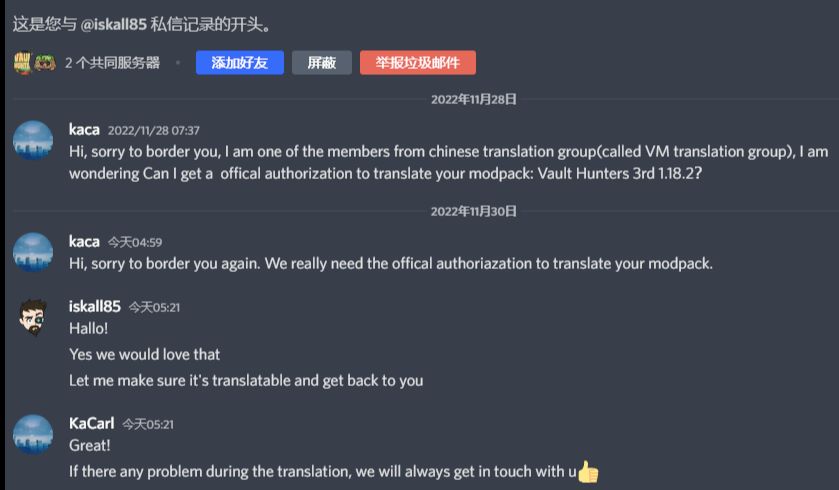 这是您与 @iskall85 私信记录的开头。
2 个共同服务器 • 添加好友 屏蔽 举报垃圾邮件
2022年11月28日
kaca 2022/11/28 07:37
Hi, sorry to border you, I am one of the members from chinese translation group(called VM translation group), I am
wondering Can I get a offical authorization to translate your modpack: Vault Hunters 3rd 1.18.2?
2022年11月30日
kaca 今天04:59
Hi, sorry to border you again. We really need the offical authoriazation to translate your modpack.
iskall85 今天05:21
Hallo!
Yes we would love that
Let me make sure it's translatable and get back to you
KaCarl 今天05:21
Great!
If there any problem during the translation, we will always get in touch with u👍